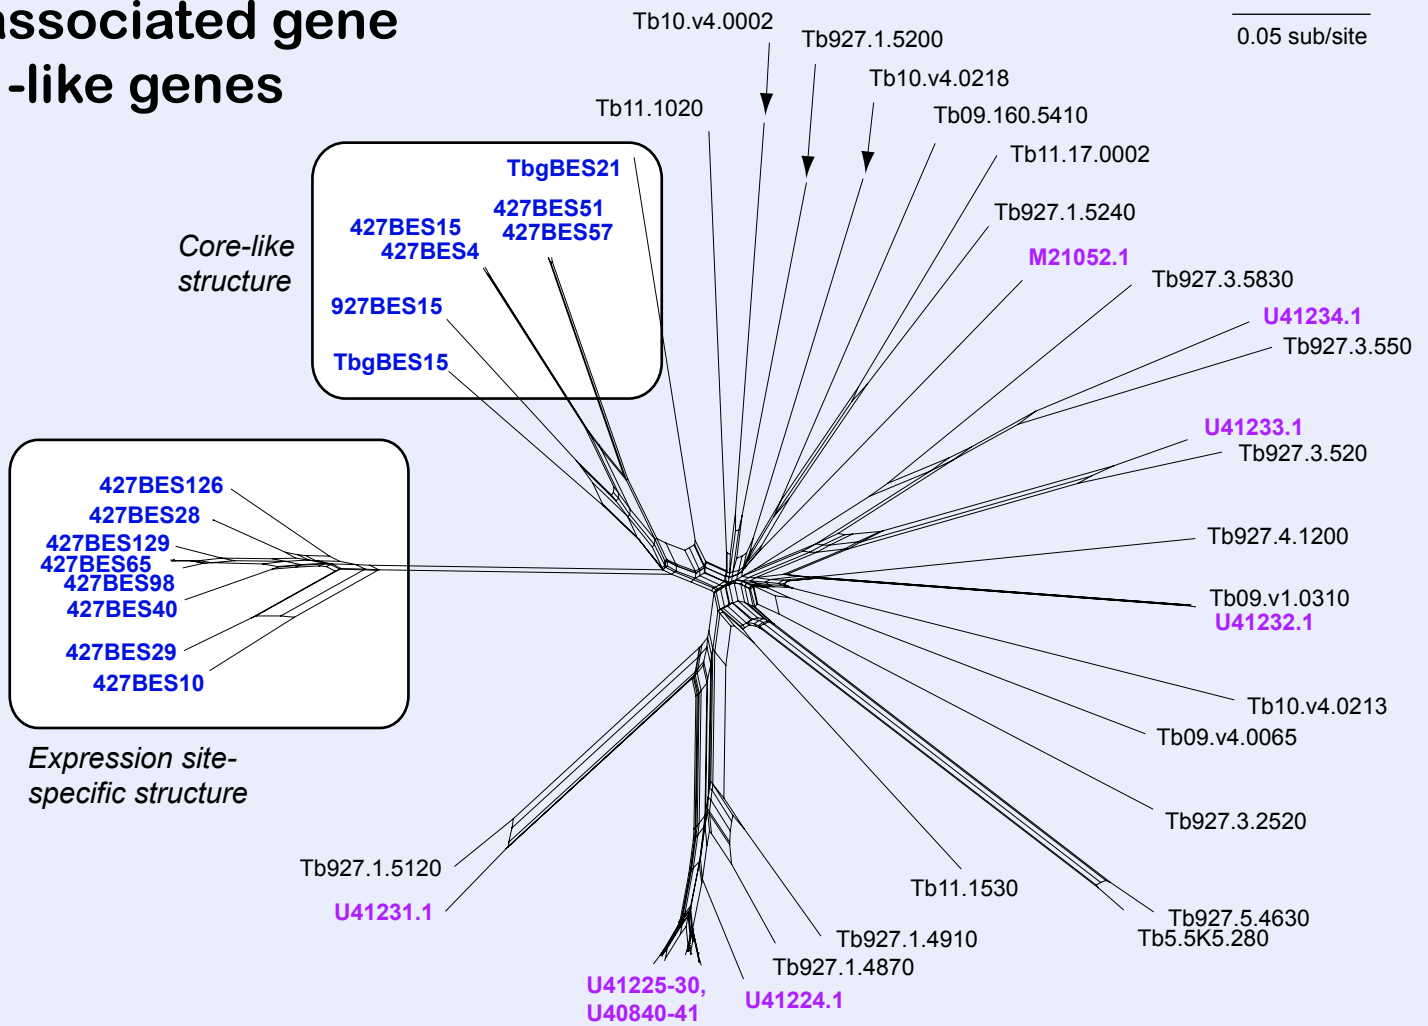 associated gene
-like genes
Tb10.v4.0002
Tb927.1.5200
0.05 sub/site
Tb10.v4.0218
Tb11.1020
Tb09.160.5410
Tb11.17.0002
TbgBES21
427BES51
427BES57
427BES15
427BES4
Core-like
structure
927BES15
TbgBES15
Tb927.1.5240
M21052.1
Tb927.3.5830
U41234.1
Tb927.3.550
U41233.1
Tb927.3.520
427BES126
427BES28
427BES129
427BES65
427BES98
427BES40
427BES29
427BES10
Expression site-
specific structure
Tb927.4.1200
Tb09.v1.0310
U41232.1
Tb10.v4.0213
Tb09.v4.0065
Tb927.3.2520
Tb927.1.5120
U41231.1
Tb11.1530
Tb927.5.4630
Tb5.5K5.280
Tb927.1.4910
Tb927.1.4870
U41225-30,
U40840-41
U41224.1